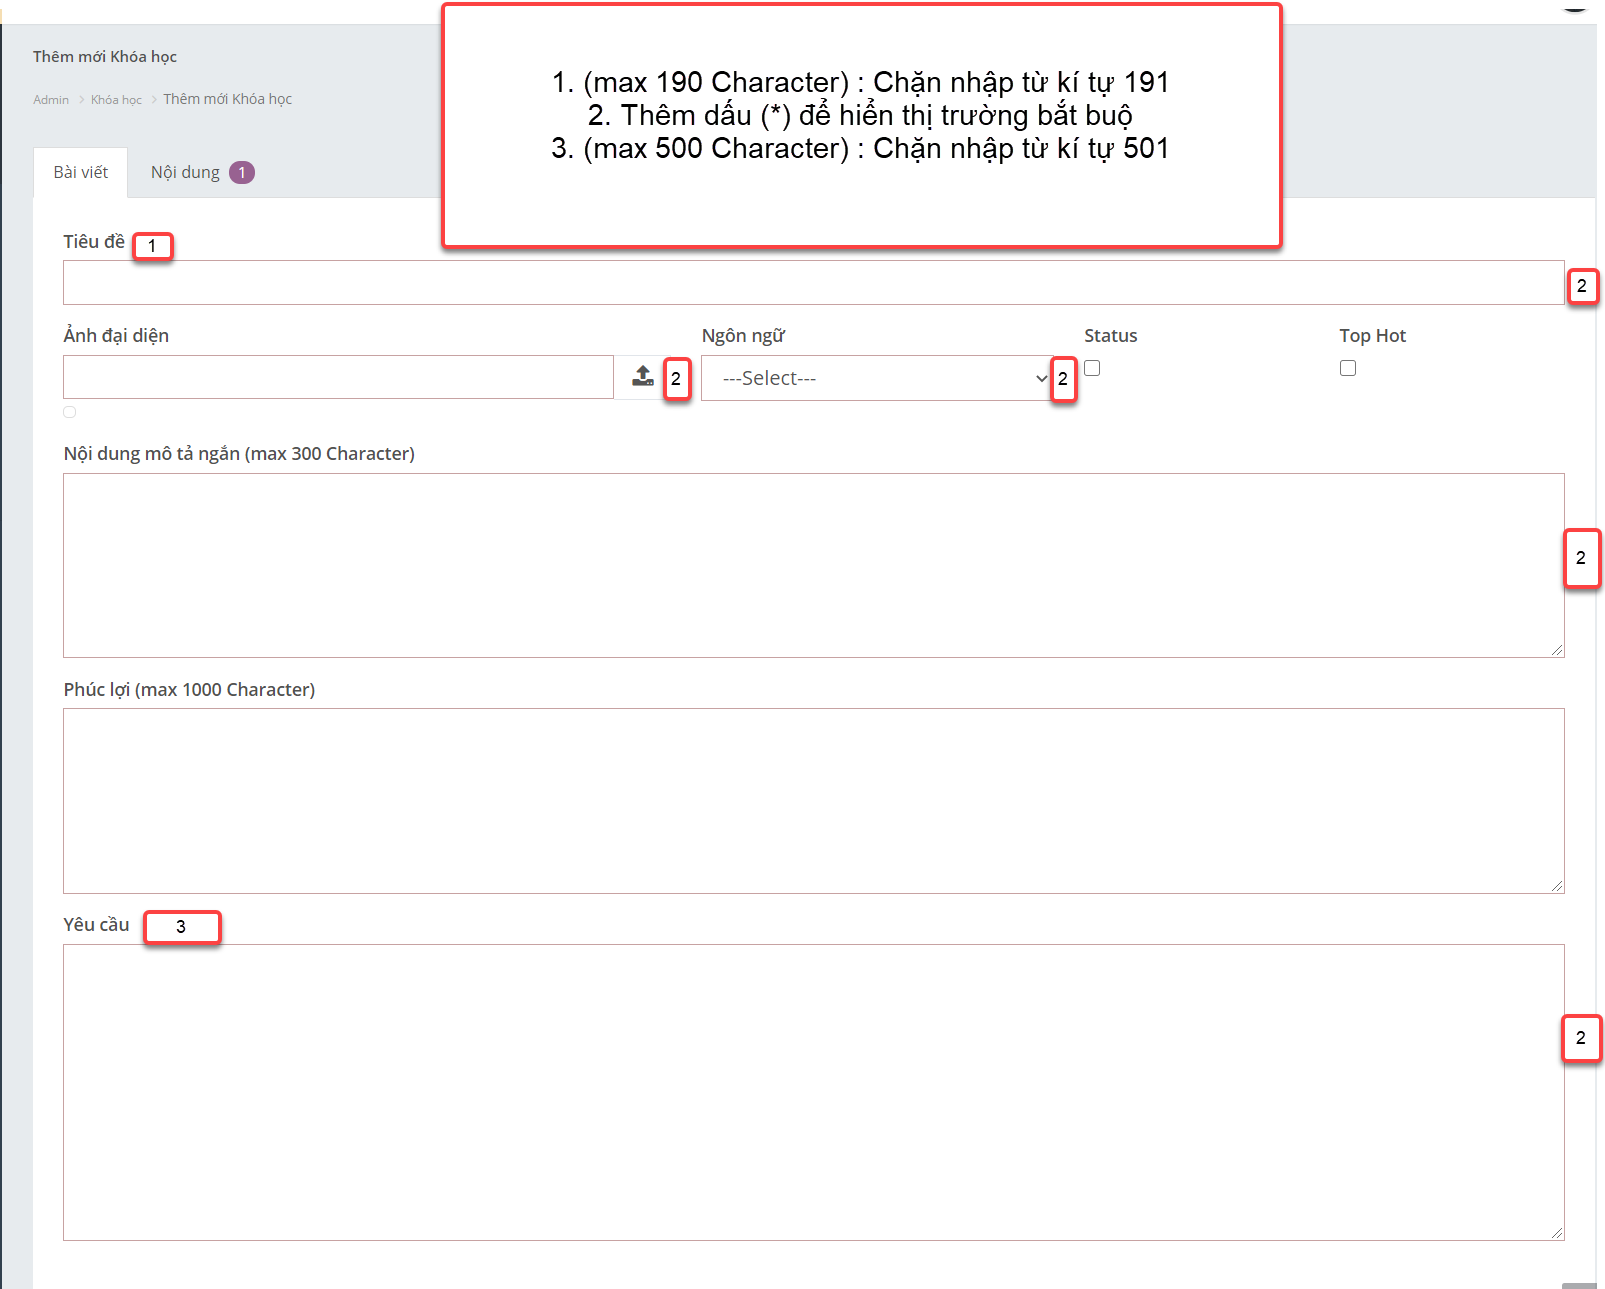 1. (max 190 Character) : Chặn nhập từ kí tự 191
2. Thêm dấu (*) để hiển thị trường bắt buộ
3. (max 500 Character) : Chặn nhập từ kí tự 501
Thêm mới Khóa học
Admin > Khóa học > Thêm mới Khóa học
Bài viết Nội dung 1
Tiêu đề 1
2
Ảnh đại diện Ngôn ngữ Status Top Hot
2 ---Select--- 2
Nội dung mô tả ngắn (max 300 Character)
2
Phúc lợi (max 1000 Character)
Yêu cầu 3
2